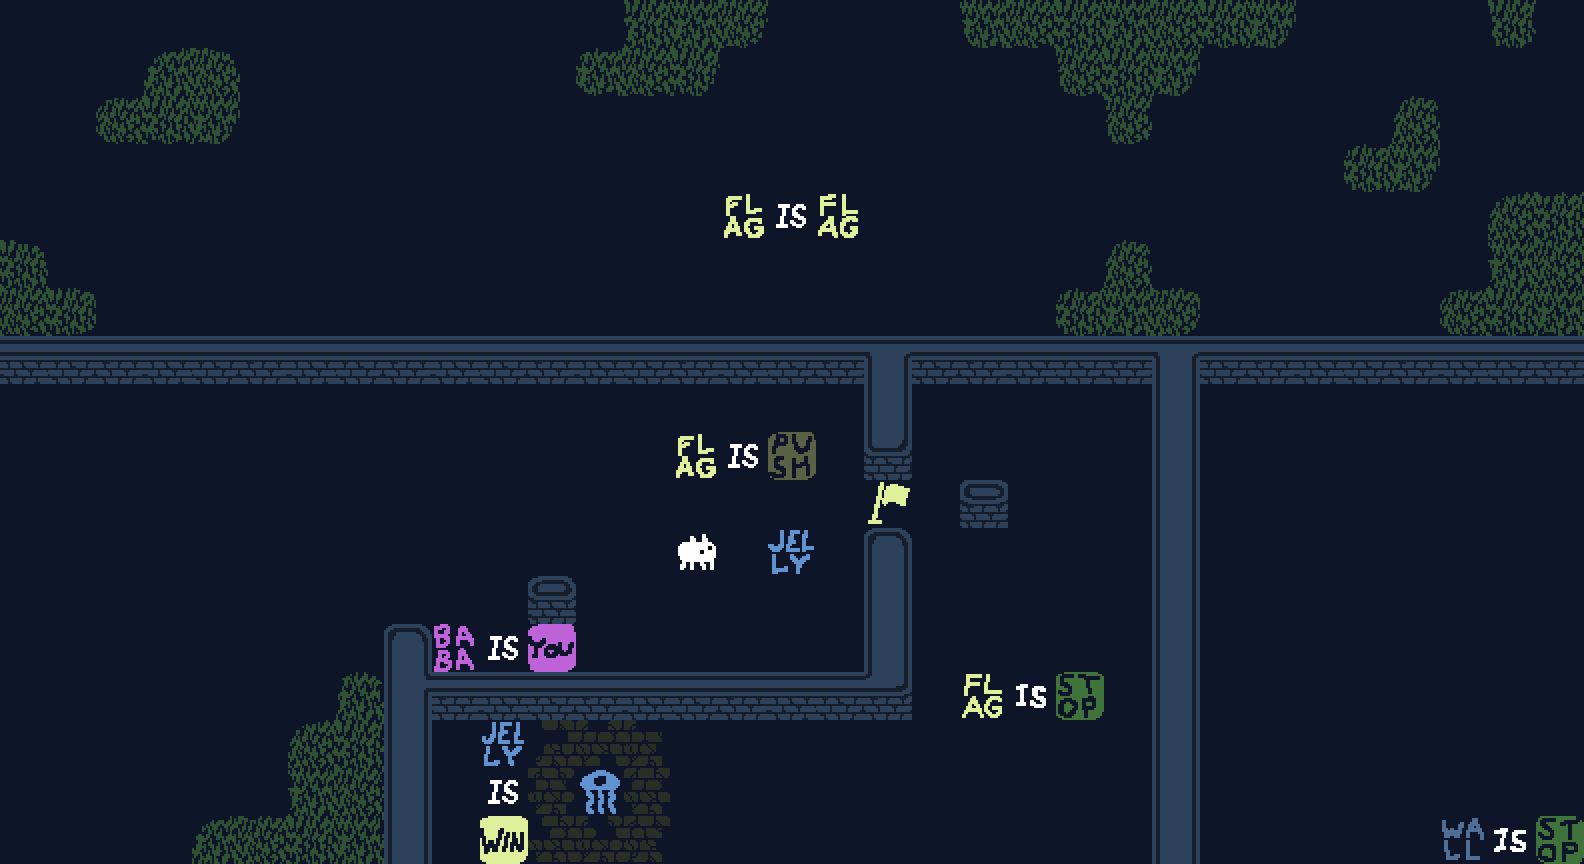 FLAG IS FLAG
FLAG IS PUSH
JELLY
BABA IS YOU
FLAG IS STOP
JELLY
IS
WIN
WALL IS STOP